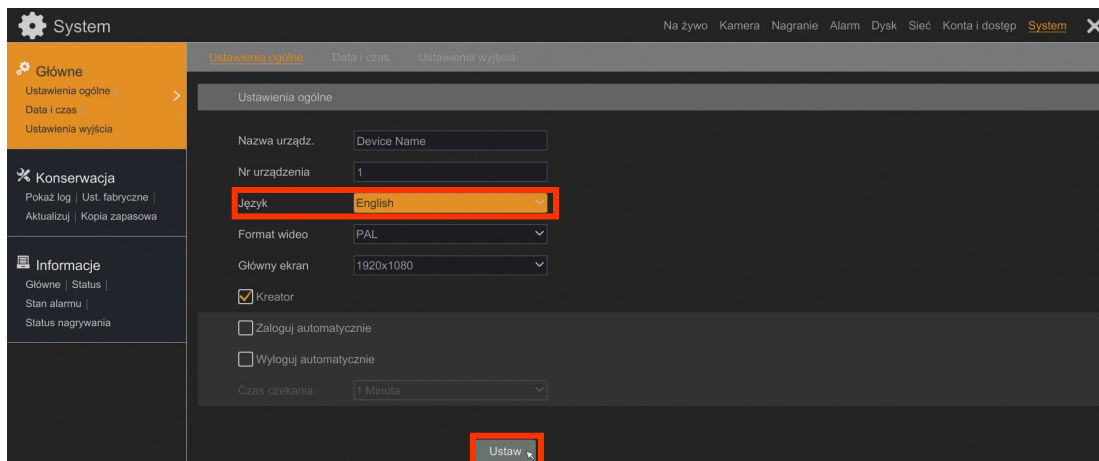 System
Na żywo Kamera Nagranie Alarm Dysk Sieć Konta i dostęp System
Główne
Ustawienia ogólne |
Data i czas |
Ustawienia wyjścia
Konserwacja
Pokaż log | Ust. fabryczne |
Aktualizuj | Kopia zapasowa
Informacje
Główne | Status |
Stan alarmu |
Status nagrywania
Ustawienia ogólne Data i czas Ustawienia wyjścia
Ustawienia ogólne
Nazwa urządz. Device Name
Nr urządzenia 1
Język English
Format wideo PAL
Główny ekran 1920x1080
Kreator
Zaloguj automatycznie
Wyloguj automatycznie
Czas czekania 1 Minuta
Ustaw